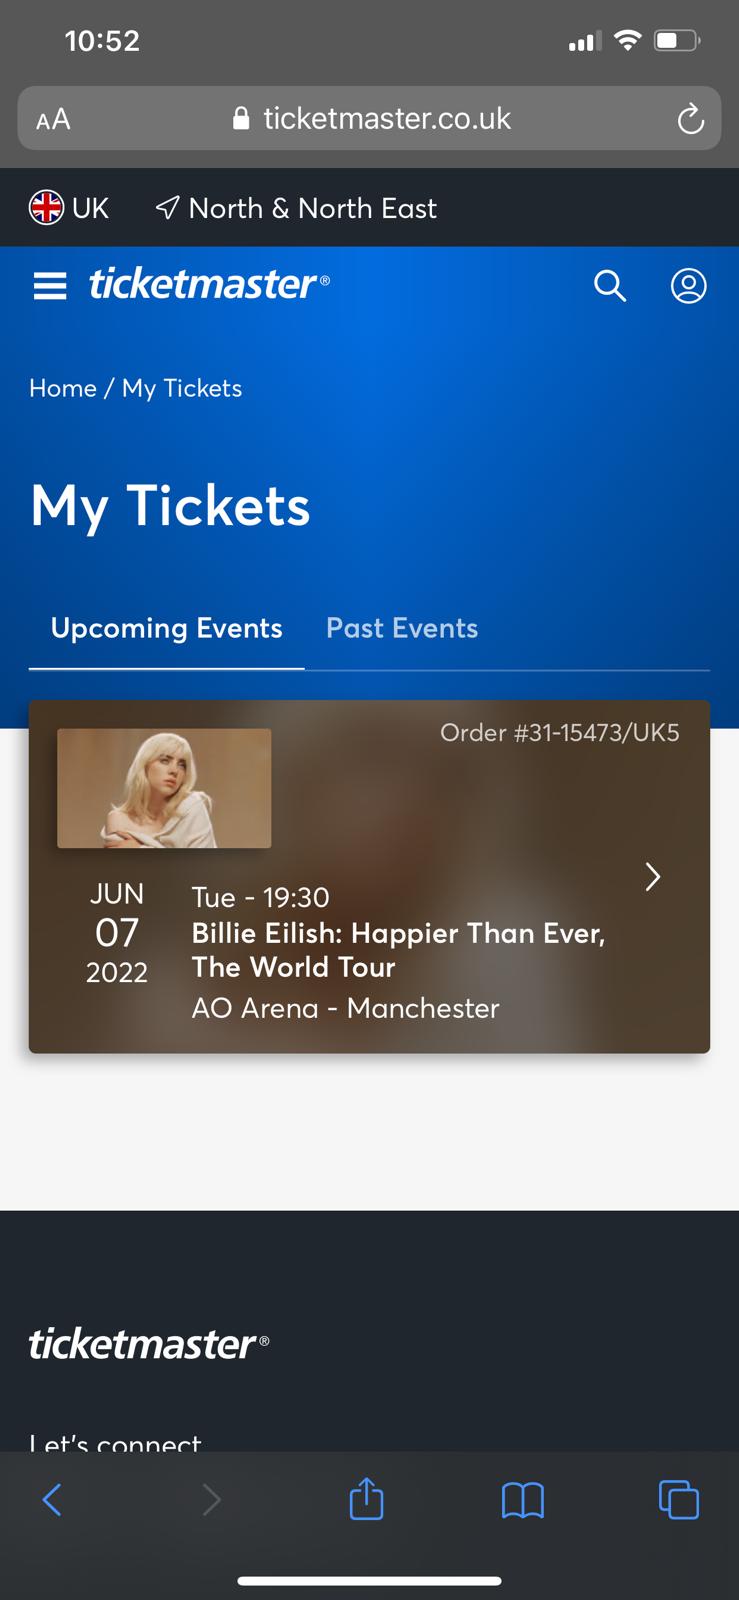 10:52
AA ticketmaster.co.uk
UK North & North East
ticketmaster®
Home / My Tickets
My Tickets
Upcoming Events Past Events
Order #31-15473/UK5
JUN
07
2022
Tue - 19:30
Billie Eilish: Happier Than Ever,
The World Tour
AO Arena - Manchester
ticketmaster®
Let's connect